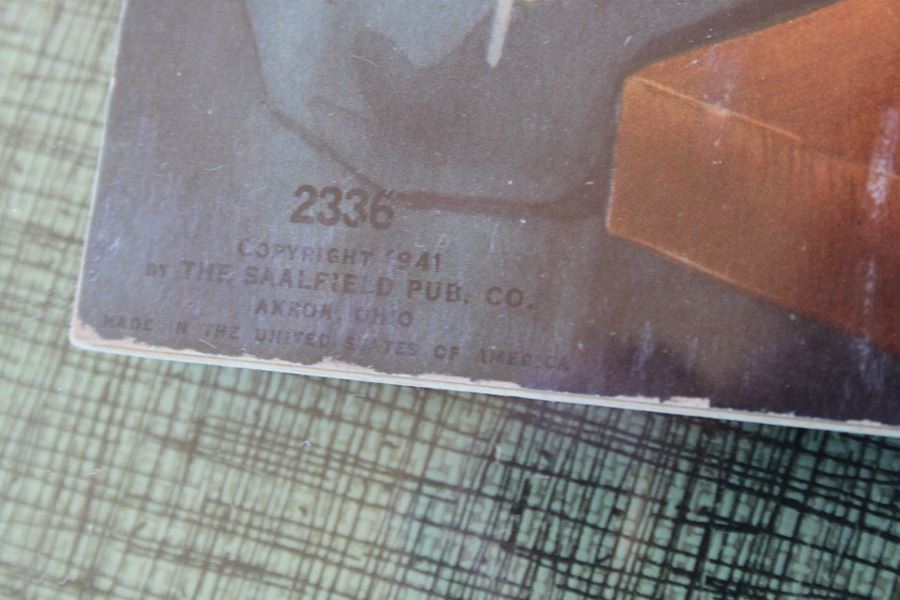 2336
COPYRIGHT 1941
BY THE SAALFIELD PUB. CO.
AKRON, OHIO
MADE IN THE UNITED STATES OF AMERICA